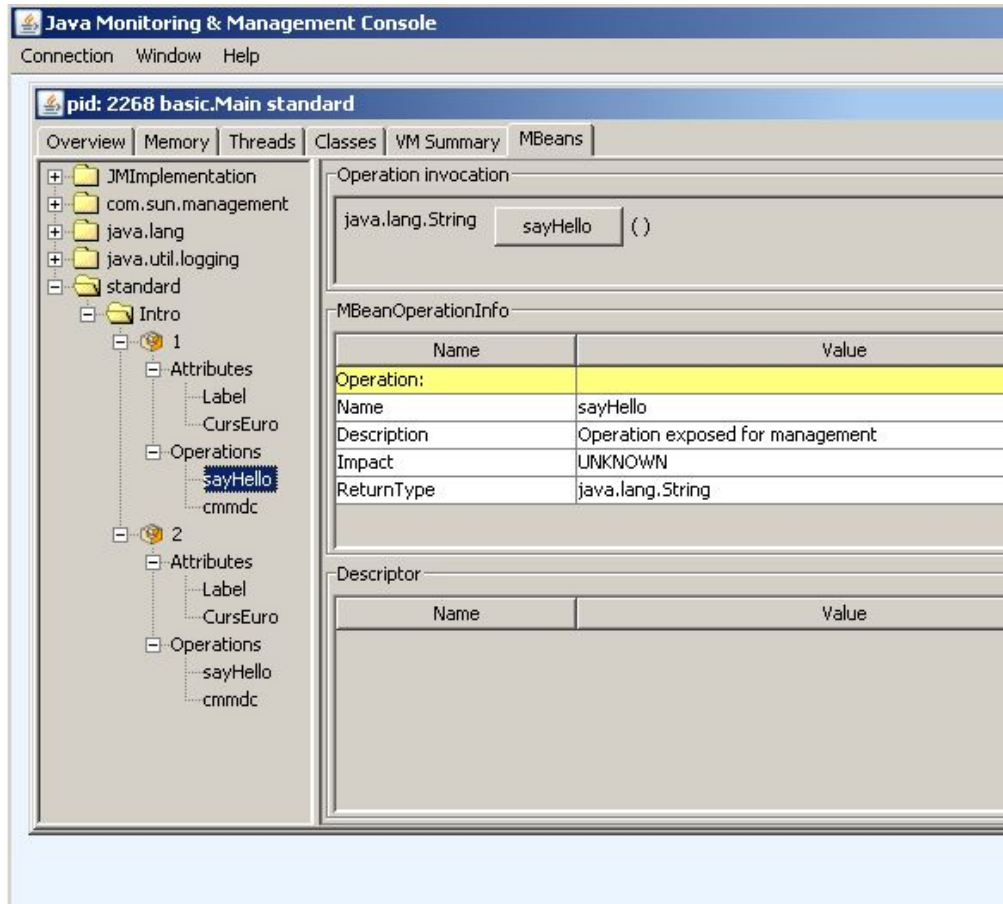 Java Monitoring & Management Console
Connection Window Help
pid: 2268 basic.Main standard
Overview Memory Threads Classes VM Summary MBeans
JMImplementation
com.sun.management
java.lang
java.util.logging
standard
Intro
1
Attributes
Label
CursEuro
Operations
sayHello
cmmdc
2
Attributes
Label
CursEuro
Operations
sayHello
cmmdc
Operation invocation
java.lang.String sayHello ( )
MBeanOperationInfo
Name Value
Operation:
Name sayHello
Description Operation exposed for management
Impact UNKNOWN
ReturnType java.lang.String
Descriptor
Name Value